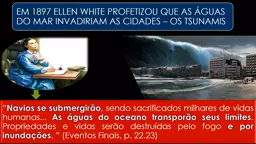 EM 1897 ELLEN WHITE PROFETIZOU QUE AS ÁGUAS
DO MAR INVADIRIAM AS CIDADES – OS TSUNAMIS
"Navios se submergirão, sendo sacrificados milhares de vidas
humanas... As águas do oceano transporão seus limites.
Propriedades e vidas serão destruídas pelo fogo e por
inundações. " (Eventos Finais, p. 22.23)